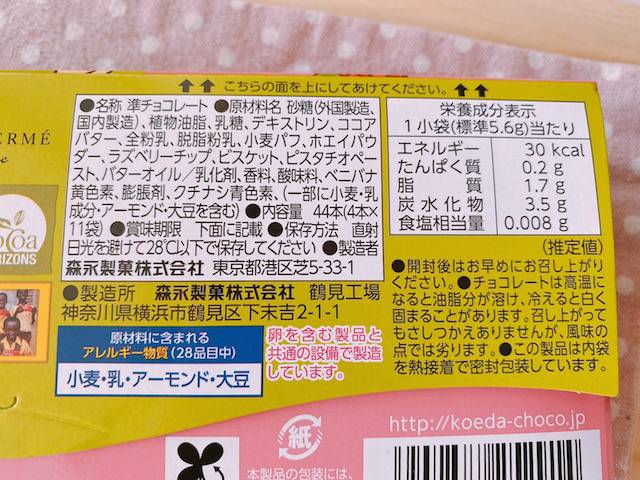 こちらの面を上にしてあけてください。
●名称 準チョコレート ●原材料名 砂糖(外国製造、
国内製造)、植物油脂、乳糖、デキストリン、ココア
バター、全粉乳、脱脂粉乳、小麦パフ、ホエイパウ
ダー、ラズベリーチップ、ビスケット、ピスタチオペー
スト、バターオイル/乳化剤、香料、酸味料、ベニバナ
黄色素、膨脹剤、クチナシ青色素、(一部に小麦・乳
成分・アーモンド・大豆を含む) ●内容量 44本(4本×
11袋) ●賞味期限 下面に記載 ●保存方法 直射
日光を避けて28℃以下で保存してください ●製造者
森永製菓株式会社 東京都港区芝5-33-1
●製造所 森永製菓株式会社 鶴見工場
神奈川県横浜市鶴見区下末吉2-1-1
原材料に含まれる
アレルギー物質(28品目中)
小麦・乳・アーモンド・大豆
卵を含む製品と
共通の設備で製造
しています。
栄養成分表示
1小袋(標準5.6g)当たり
エネルギー 30 kcal
たんぱく質 0.2 g
脂質 1.7 g
炭水化物 3.5 g
食塩相当量 0.008 g
(推定値)
●開封後はお早めにお召し上がり
ください。●チョコレートは高温に
なると油脂分が溶け、冷えると白く
固まることがあります。召し上がって
もさしつかえありませんが、風味の
点では劣ります。●この製品は内袋
を熱接着で密封包装しています。
ERMÉ
coa
RIZONS
http://koeda-choco.jp
紙
本製品の包装には、